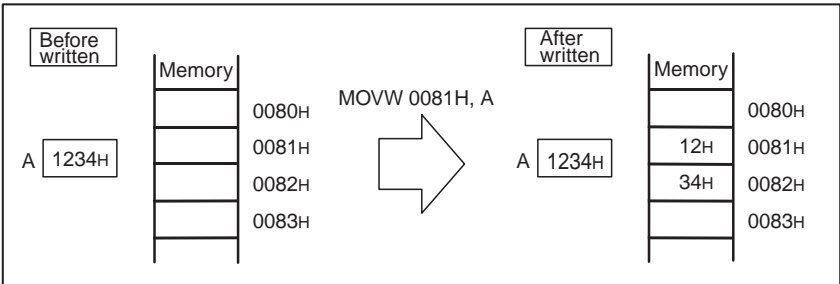 Before
written
Memory
0080H
0081H
0082H
0083H
A 1234H
MOVW 0081H, A
After
written
Memory
0080H
12H 0081H
34H 0082H
0083H
A 1234H